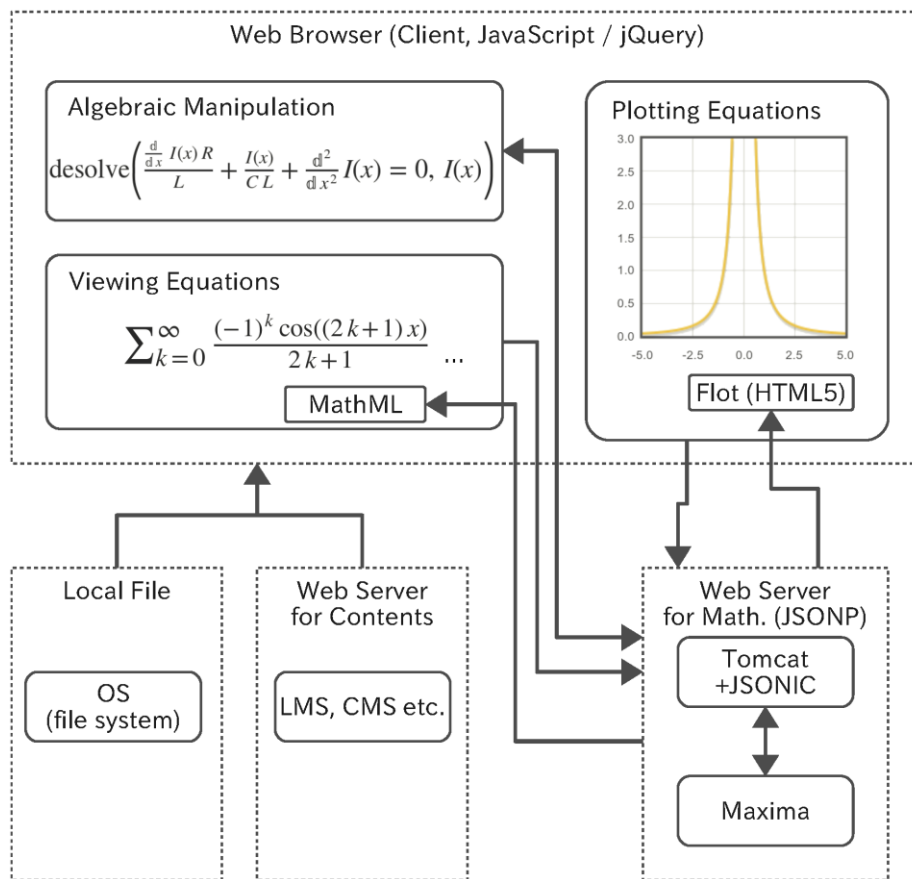 Web Browser (Client, JavaScript / jQuery)
Algebraic Manipulation
desolve(𝕕/𝕕x I(x) R / L + I(x) / C L + 𝕕²/𝕕x² I(x) = 0, I(x))
Viewing Equations
∑_{k=0}^{∞} (-1)^k cos((2 k+1) x) / 2 k+1 ...
MathML
Plotting Equations
3.0
2.5
2.0
1.5
1.0
0.5
0.0
-5.0 -2.5 0.0 2.5 5.0
Flot (HTML5)
Local File
OS
(file system)
Web Server
for Contents
LMS, CMS etc.
Web Server
for Math. (JSONP)
Tomcat
+JSONIC
Maxima